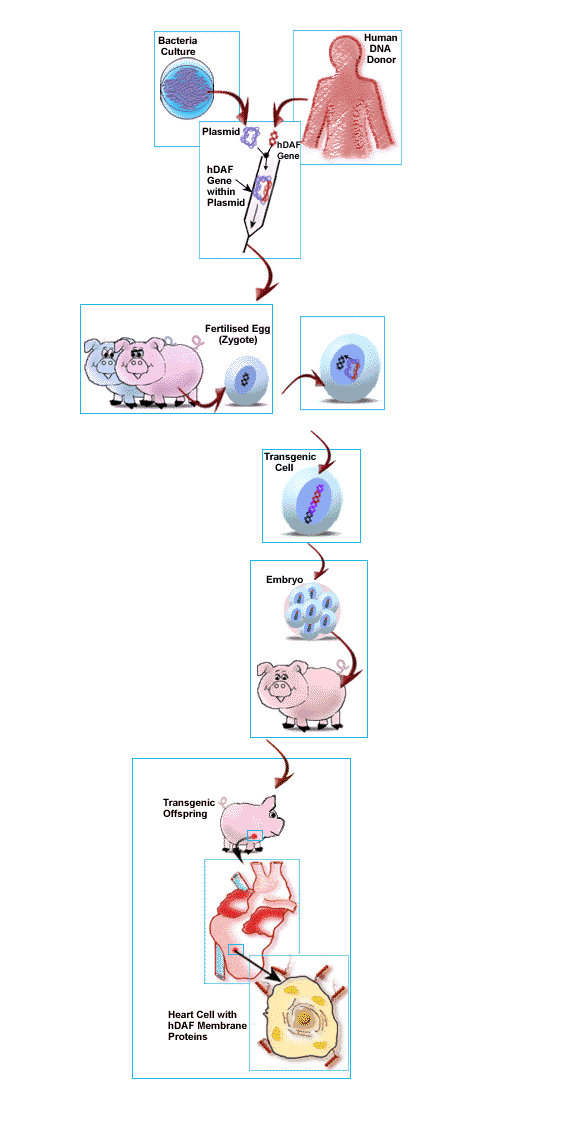 Bacteria
Culture
Human
DNA
Donor
Plasmid
hDAF
Gene
hDAF
Gene
within
Plasmid
Fertilised Egg
(Zygote)
Transgenic
Cell
Embryo
Transgenic
Offspring
Heart Cell with
hDAF Membrane
Proteins